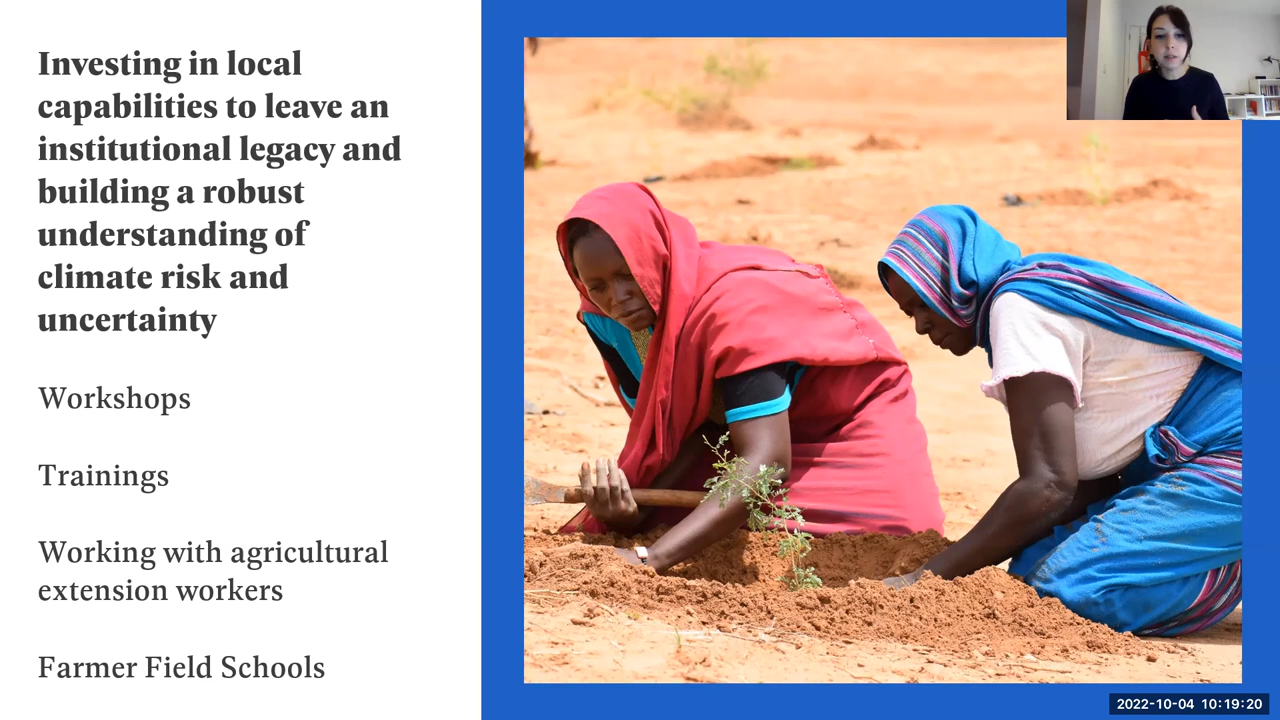 Investing in local
capabilities to leave an
institutional legacy and
building a robust
understanding of
climate risk and
uncertainty
Workshops
Trainings
Working with agricultural
extension workers
Farmer Field Schools
2022-10-04 10:19:20